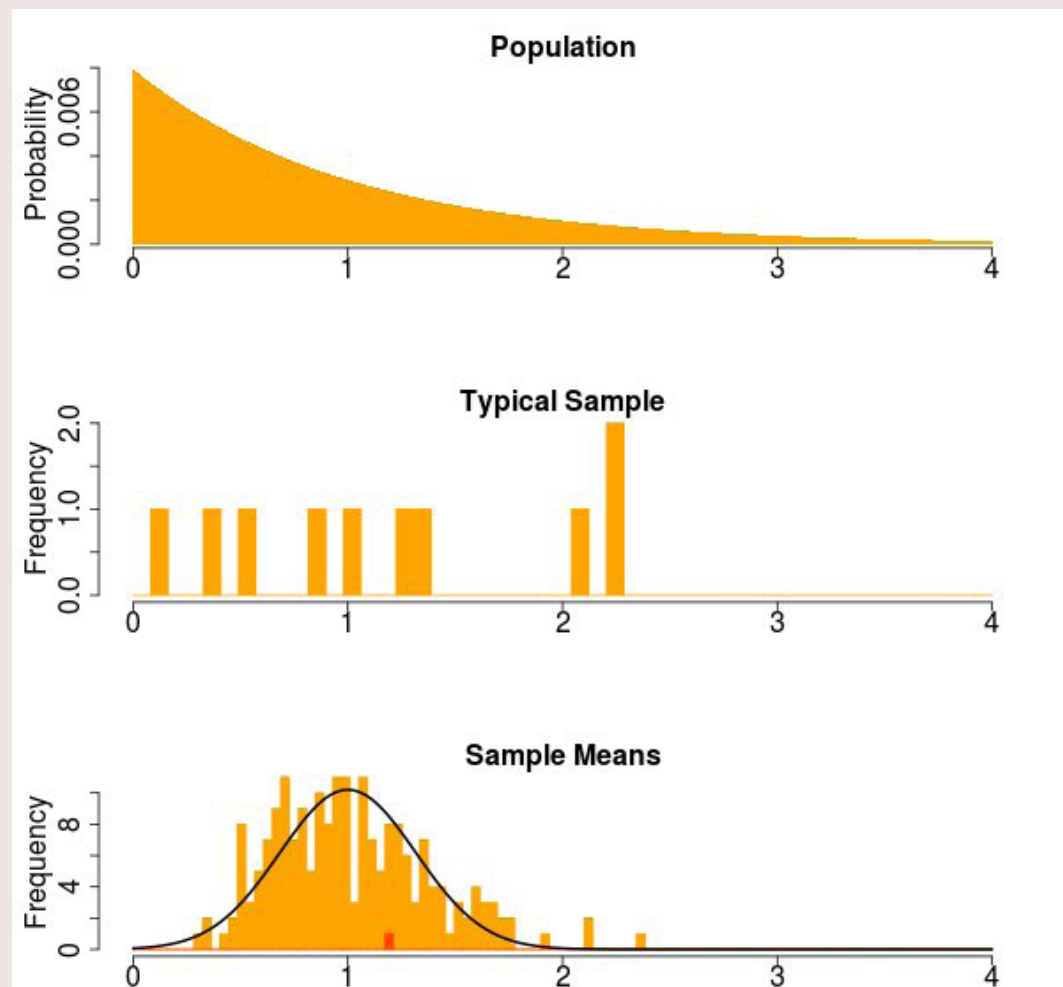 Population
Probability
0.006
0.000
0 1 2 3 4
Typical Sample
Frequency
2.0
1.0
0.0
0 1 2 3 4
Sample Means
Frequency
8
4
0
0 1 2 3 4